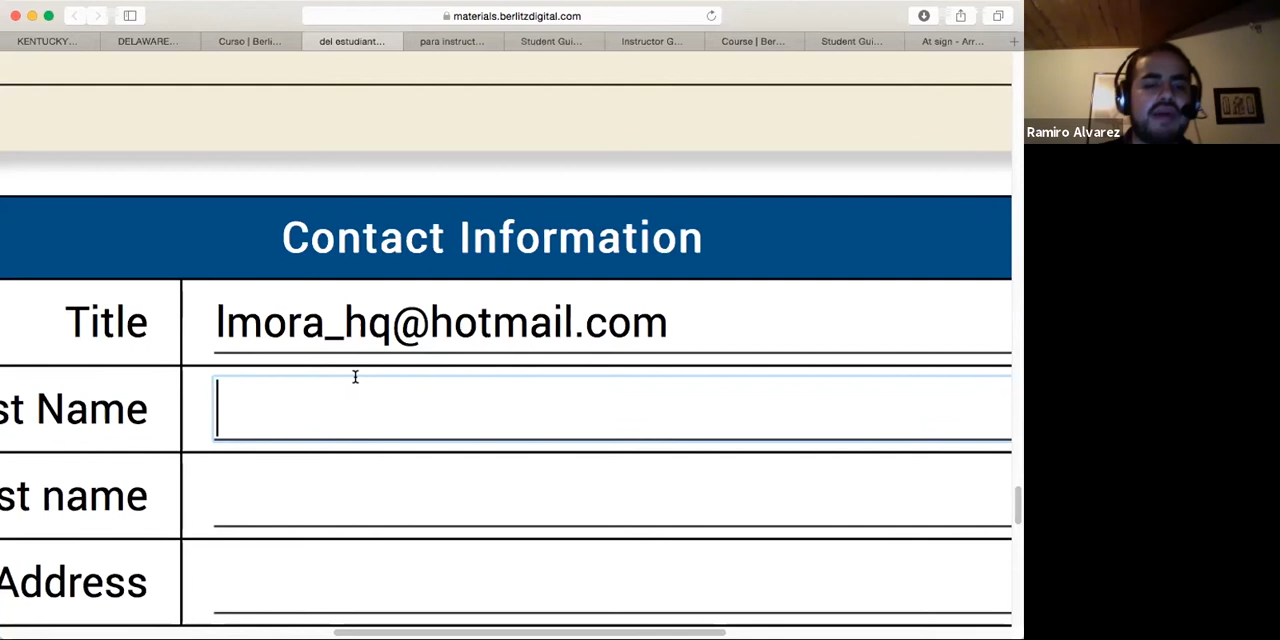 materials.berlitzdigital.com
KENTUCKY...
DELAWARE...
Curso | Berli...
del estudiant...
para instruct...
Student Gui...
Instructor G...
Course | Ber...
Student Gui...
At sign - Arr...
Ramiro Alvarez
Contact Information
Title lmora_hq@hotmail.com
st Name
st name
Address